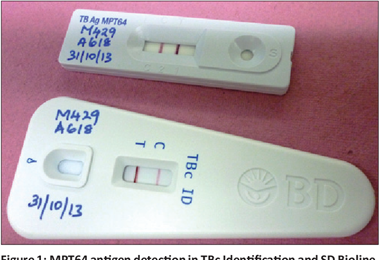 TB Ag MPT64
M429
A618
31/10/13
S
M429
A618
C
T
TBc ID
BD
31/10/13
Figure 1: MPT64 antigen detection in TBc Identification and SD Bioline